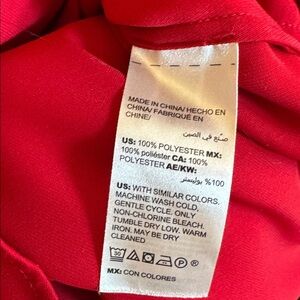 MADE IN CHINA/ HECHO EN
CHINA/ FABRIQUÉ EN
CHINE/
صنع في الصين
US: 100% POLYESTER MX:
100% poliéster CA: 100%
POLYESTER AE/KW:
100% بوليستر
US: WITH SIMILAR COLORS.
MACHINE WASH COLD,
GENTLE CYCLE, ONLY
NON-CHLORINE BLEACH.
TUMBLE DRY LOW. WARM
IRON. MAY BE DRY
CLEANED
30 P ®
MX: CON COLORES